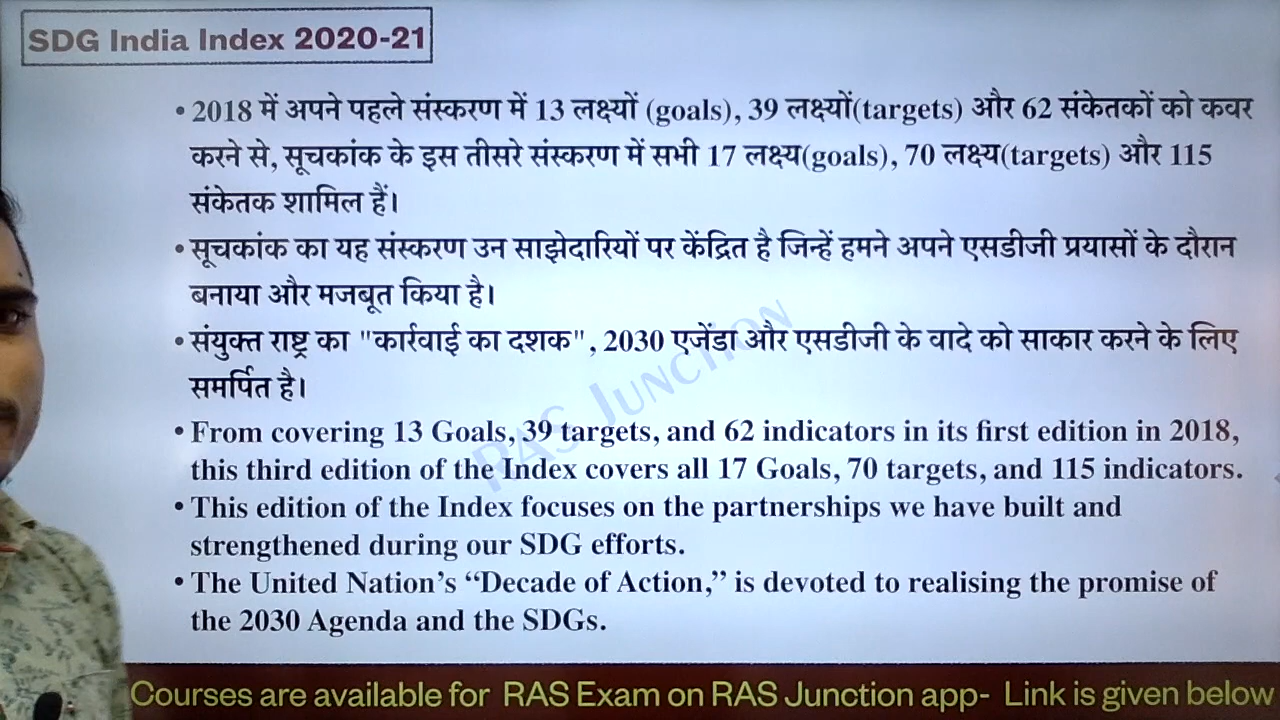 SDG India Index 2020-21
• 2018 में अपने पहले संस्करण में 13 लक्ष्यों (goals), 39 लक्ष्यों(targets) और 62 संकेतकों को कवर
करने से, सूचकांक के इस तीसरे संस्करण में सभी 17 लक्ष्य(goals), 70 लक्ष्य(targets) और 115
संकेतक शामिल हैं।
• सूचकांक का यह संस्करण उन साझेदारियों पर केंद्रित है जिन्हें हमने अपने एसडीजी प्रयासों के दौरान
बनाया और मजबूत किया है।
• संयुक्त राष्ट्र का "कार्रवाई का दशक", 2030 एजेंडा और एसडीजी के वादे को साकार करने के लिए
समर्पित है।
RAS JUNCTION
• From covering 13 Goals, 39 targets, and 62 indicators in its first edition in 2018,
this third edition of the Index covers all 17 Goals, 70 targets, and 115 indicators.
• This edition of the Index focuses on the partnerships we have built and
strengthened during our SDG efforts.
• The United Nation’s “Decade of Action,” is devoted to realising the promise of
the 2030 Agenda and the SDGs.
Courses are available for RAS Exam on RAS Junction app- Link is given below